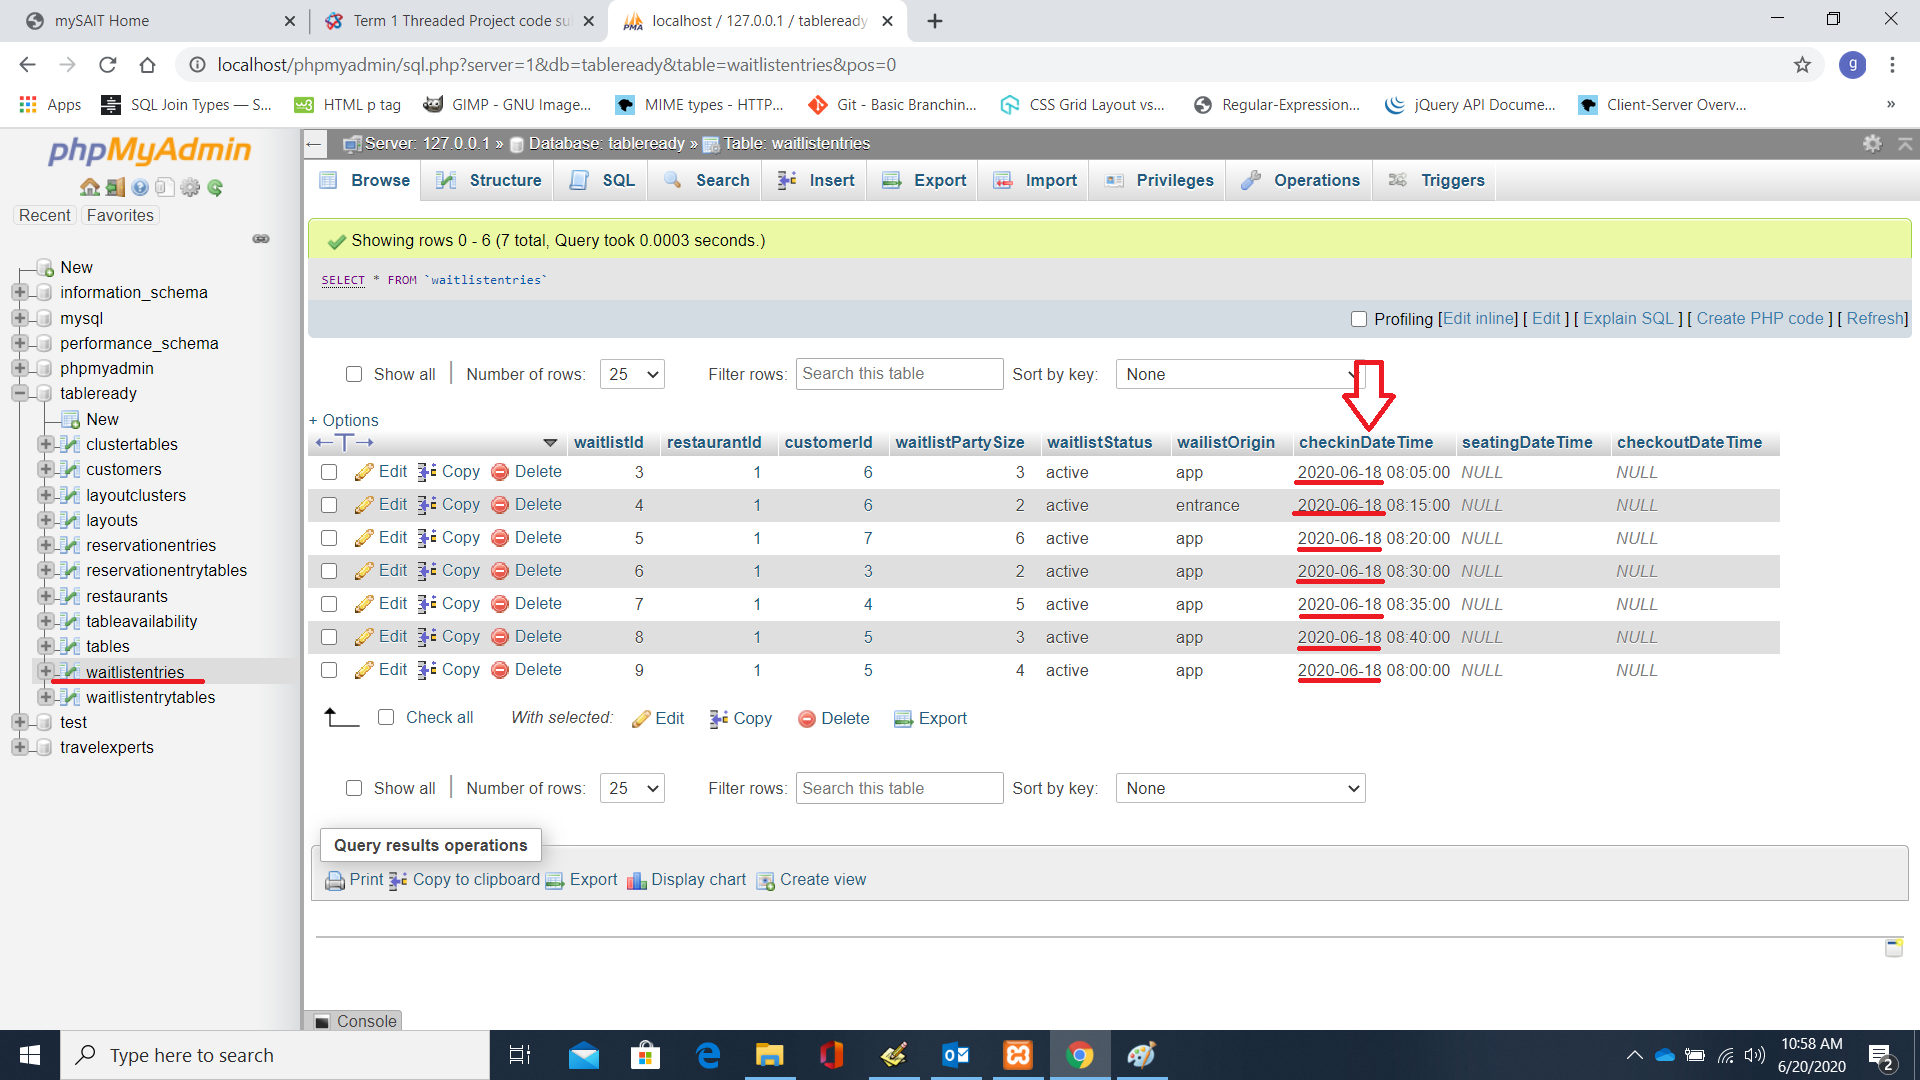 mySAIT Home
Term 1 Threaded Project code su
localhost / 127.0.0.1 / tableready
localhost/phpmyadmin/sql.php?server=1&db=tableready&table=waitlistentries&pos=0
g
Apps
SQL Join Types — S...
HTML p tag
GIMP - GNU Image...
MIME types - HTTP...
Git - Basic Branchin...
CSS Grid Layout vs...
Regular-Expression...
jQuery API Docume...
Client-Server Overv...
»
phpMyAdmin
Recent
Favorites
New
information_schema
mysql
performance_schema
phpmyadmin
tableready
New
clustertables
customers
layoutclusters
layouts
reservationentries
reservationentrytables
restaurants
tableavailability
tables
waitlistentries
waitlistentrytables
test
travelexperts
Server: 127.0.0.1 » Database: tableready » Table: waitlistentries
Browse Structure SQL Search Insert Export Import Privileges Operations Triggers
Showing rows 0 - 6 (7 total, Query took 0.0003 seconds.)
SELECT * FROM `waitlistentries`
Profiling [Edit inline] [ Edit ] [ Explain SQL ] [ Create PHP code ] [ Refresh]
Show all | Number of rows: 25 Filter rows: Search this table Sort by key: None
+ Options
←T→ waitlistId restaurantId customerId waitlistPartySize waitlistStatus wailistOrigin checkinDateTime seatingDateTime checkoutDateTime
Edit Copy Delete 3 1 6 3 active app 2020-06-18 08:05:00 NULL NULL
Edit Copy Delete 4 1 6 2 active entrance 2020-06-18 08:15:00 NULL NULL
Edit Copy Delete 5 1 7 6 active app 2020-06-18 08:20:00 NULL NULL
Edit Copy Delete 6 1 3 2 active app 2020-06-18 08:30:00 NULL NULL
Edit Copy Delete 7 1 4 5 active app 2020-06-18 08:35:00 NULL NULL
Edit Copy Delete 8 1 5 3 active app 2020-06-18 08:40:00 NULL NULL
Edit Copy Delete 9 1 5 4 active app 2020-06-18 08:00:00 NULL NULL
Check all With selected: Edit Copy Delete Export
Show all | Number of rows: 25 Filter rows: Search this table Sort by key: None
Query results operations
Print Copy to clipboard Export Display chart Create view
Console
Type here to search
10:58 AM
6/20/2020
2